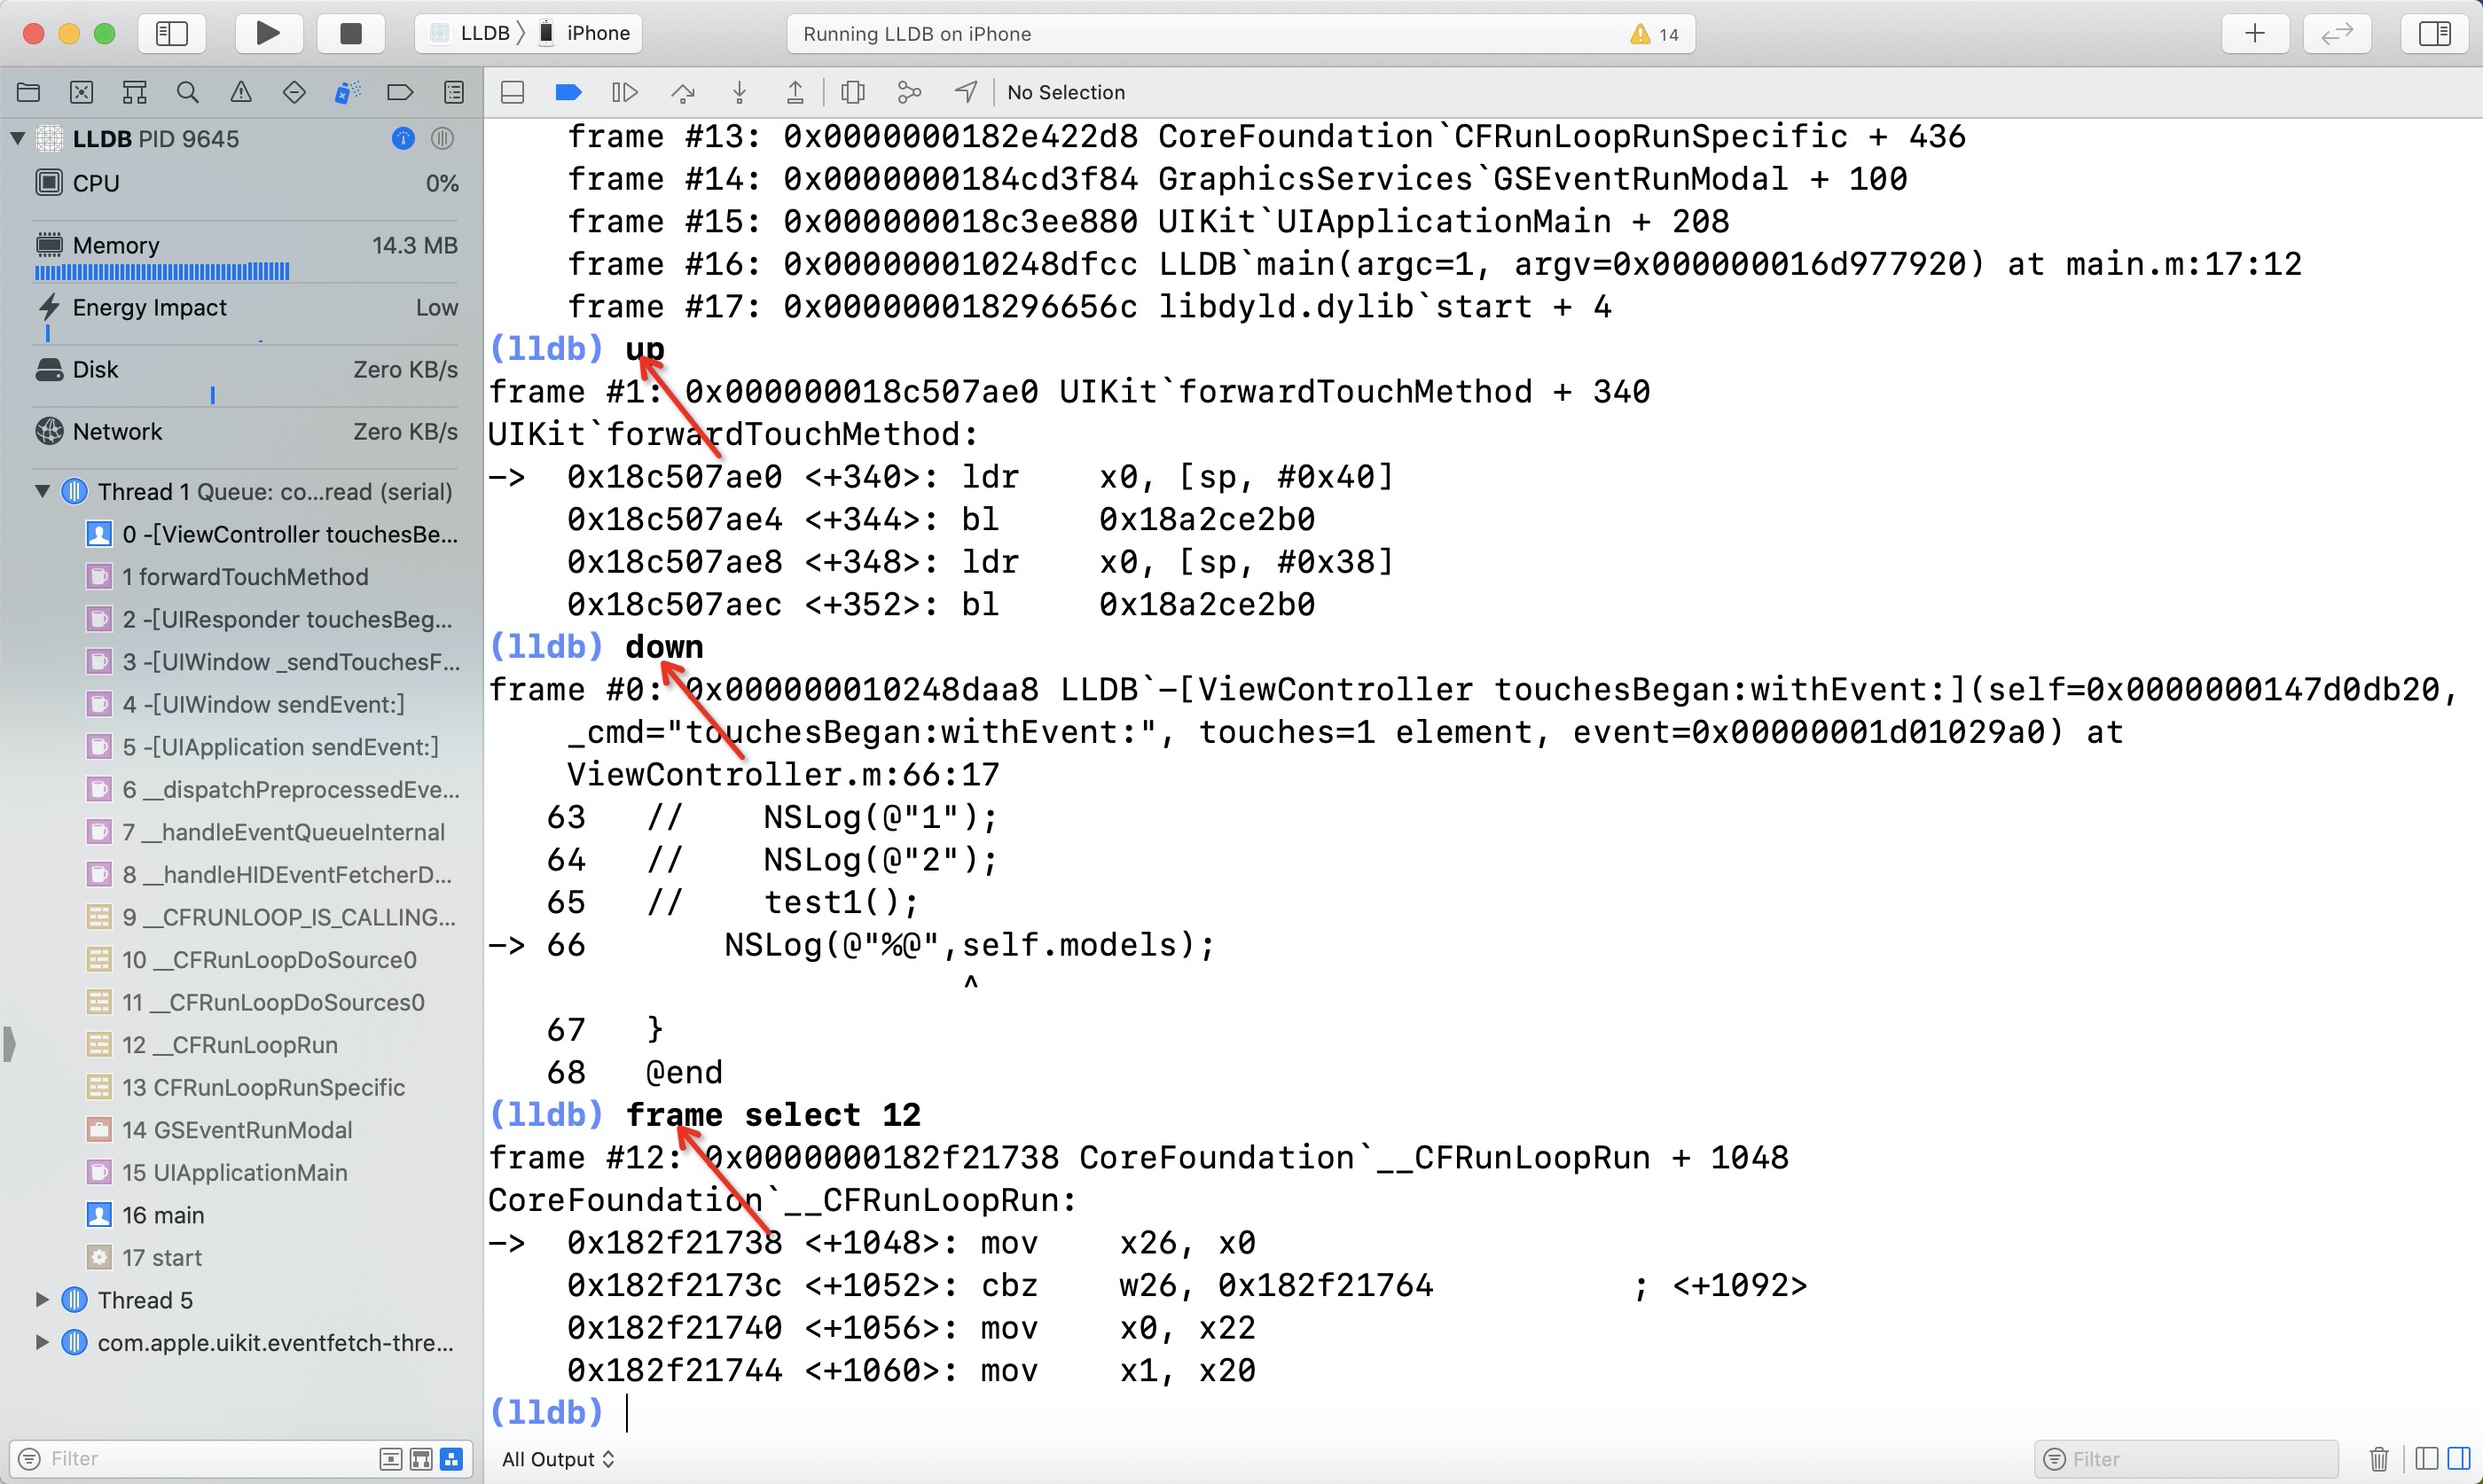 LLDB 〉 iPhone
Running LLDB on iPhone
14
No Selection
LLDB PID 9645
CPU 0%
Memory 14.3 MB
Energy Impact Low
Disk Zero KB/s
Network Zero KB/s
Thread 1 Queue: co...read (serial)
0 -[ViewController touchesBe...
1 forwardTouchMethod
2 -[UIResponder touchesBeg...
3 -[UIWindow _sendTouchesF...
4 -[UIWindow sendEvent:]
5 -[UIApplication sendEvent:]
6 __dispatchPreprocessedEve...
7 __handleEventQueueInternal
8 __handleHIDEventFetcherD...
9 __CFRUNLOOP_IS_CALLING...
10 __CFRunLoopDoSource0
11 __CFRunLoopDoSources0
12 __CFRunLoopRun
13 CFRunLoopRunSpecific
14 GSEventRunModal
15 UIApplicationMain
16 main
17 start
Thread 5
com.apple.uikit.eventfetch-thre...
Filter
frame #13: 0x0000000182e422d8 CoreFoundation`CFRunLoopRunSpecific + 436
frame #14: 0x0000000184cd3f84 GraphicsServices`GSEventRunModal + 100
frame #15: 0x000000018c3ee880 UIKit`UIApplicationMain + 208
frame #16: 0x000000010248dfcc LLDB`main(argc=1, argv=0x000000016d977920) at main.m:17:12
frame #17: 0x000000018296656c libdyld.dylib`start + 4
(lldb) up
frame #1: 0x000000018c507ae0 UIKit`forwardTouchMethod + 340
UIKit`forwardTouchMethod:
-> 0x18c507ae0 <+340>: ldr x0, [sp, #0x40]
0x18c507ae4 <+344>: bl 0x18a2ce2b0
0x18c507ae8 <+348>: ldr x0, [sp, #0x38]
0x18c507aec <+352>: bl 0x18a2ce2b0
(lldb) down
frame #0: 0x000000010248daa8 LLDB`-[ViewController touchesBegan:withEvent:](self=0x0000000147d0db20,
_cmd="touchesBegan:withEvent:", touches=1 element, event=0x00000001d01029a0) at
ViewController.m:66:17
63 // NSLog(@"1");
64 // NSLog(@"2");
65 // test1();
-> 66 NSLog(@"%@",self.models);
^
67 }
68 @end
(lldb) frame select 12
frame #12: 0x0000000182f21738 CoreFoundation`__CFRunLoopRun + 1048
CoreFoundation`__CFRunLoopRun:
-> 0x182f21738 <+1048>: mov x26, x0
0x182f2173c <+1052>: cbz w26, 0x182f21764 ; <+1092>
0x182f21740 <+1056>: mov x0, x22
0x182f21744 <+1060>: mov x1, x20
(lldb)
All Output
Filter